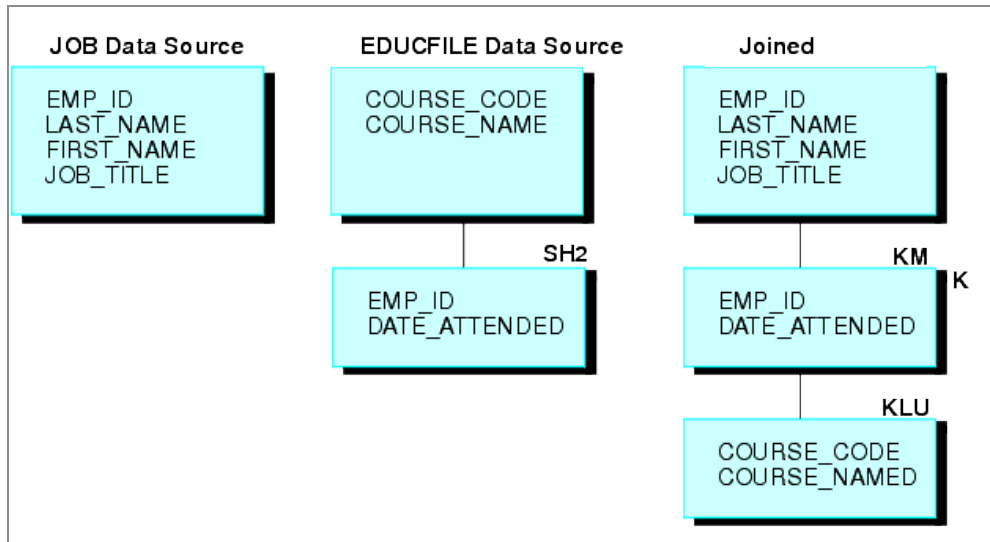 JOB Data Source
EMP_ID
LAST_NAME
FIRST_NAME
JOB_TITLE
EDUCFILE Data Source
COURSE_CODE
COURSE_NAME
SH2
EMP_ID
DATE_ATTENDED
Joined
EMP_ID
LAST_NAME
FIRST_NAME
JOB_TITLE
KM
K
EMP_ID
DATE_ATTENDED
KLU
COURSE_CODE
COURSE_NAMED